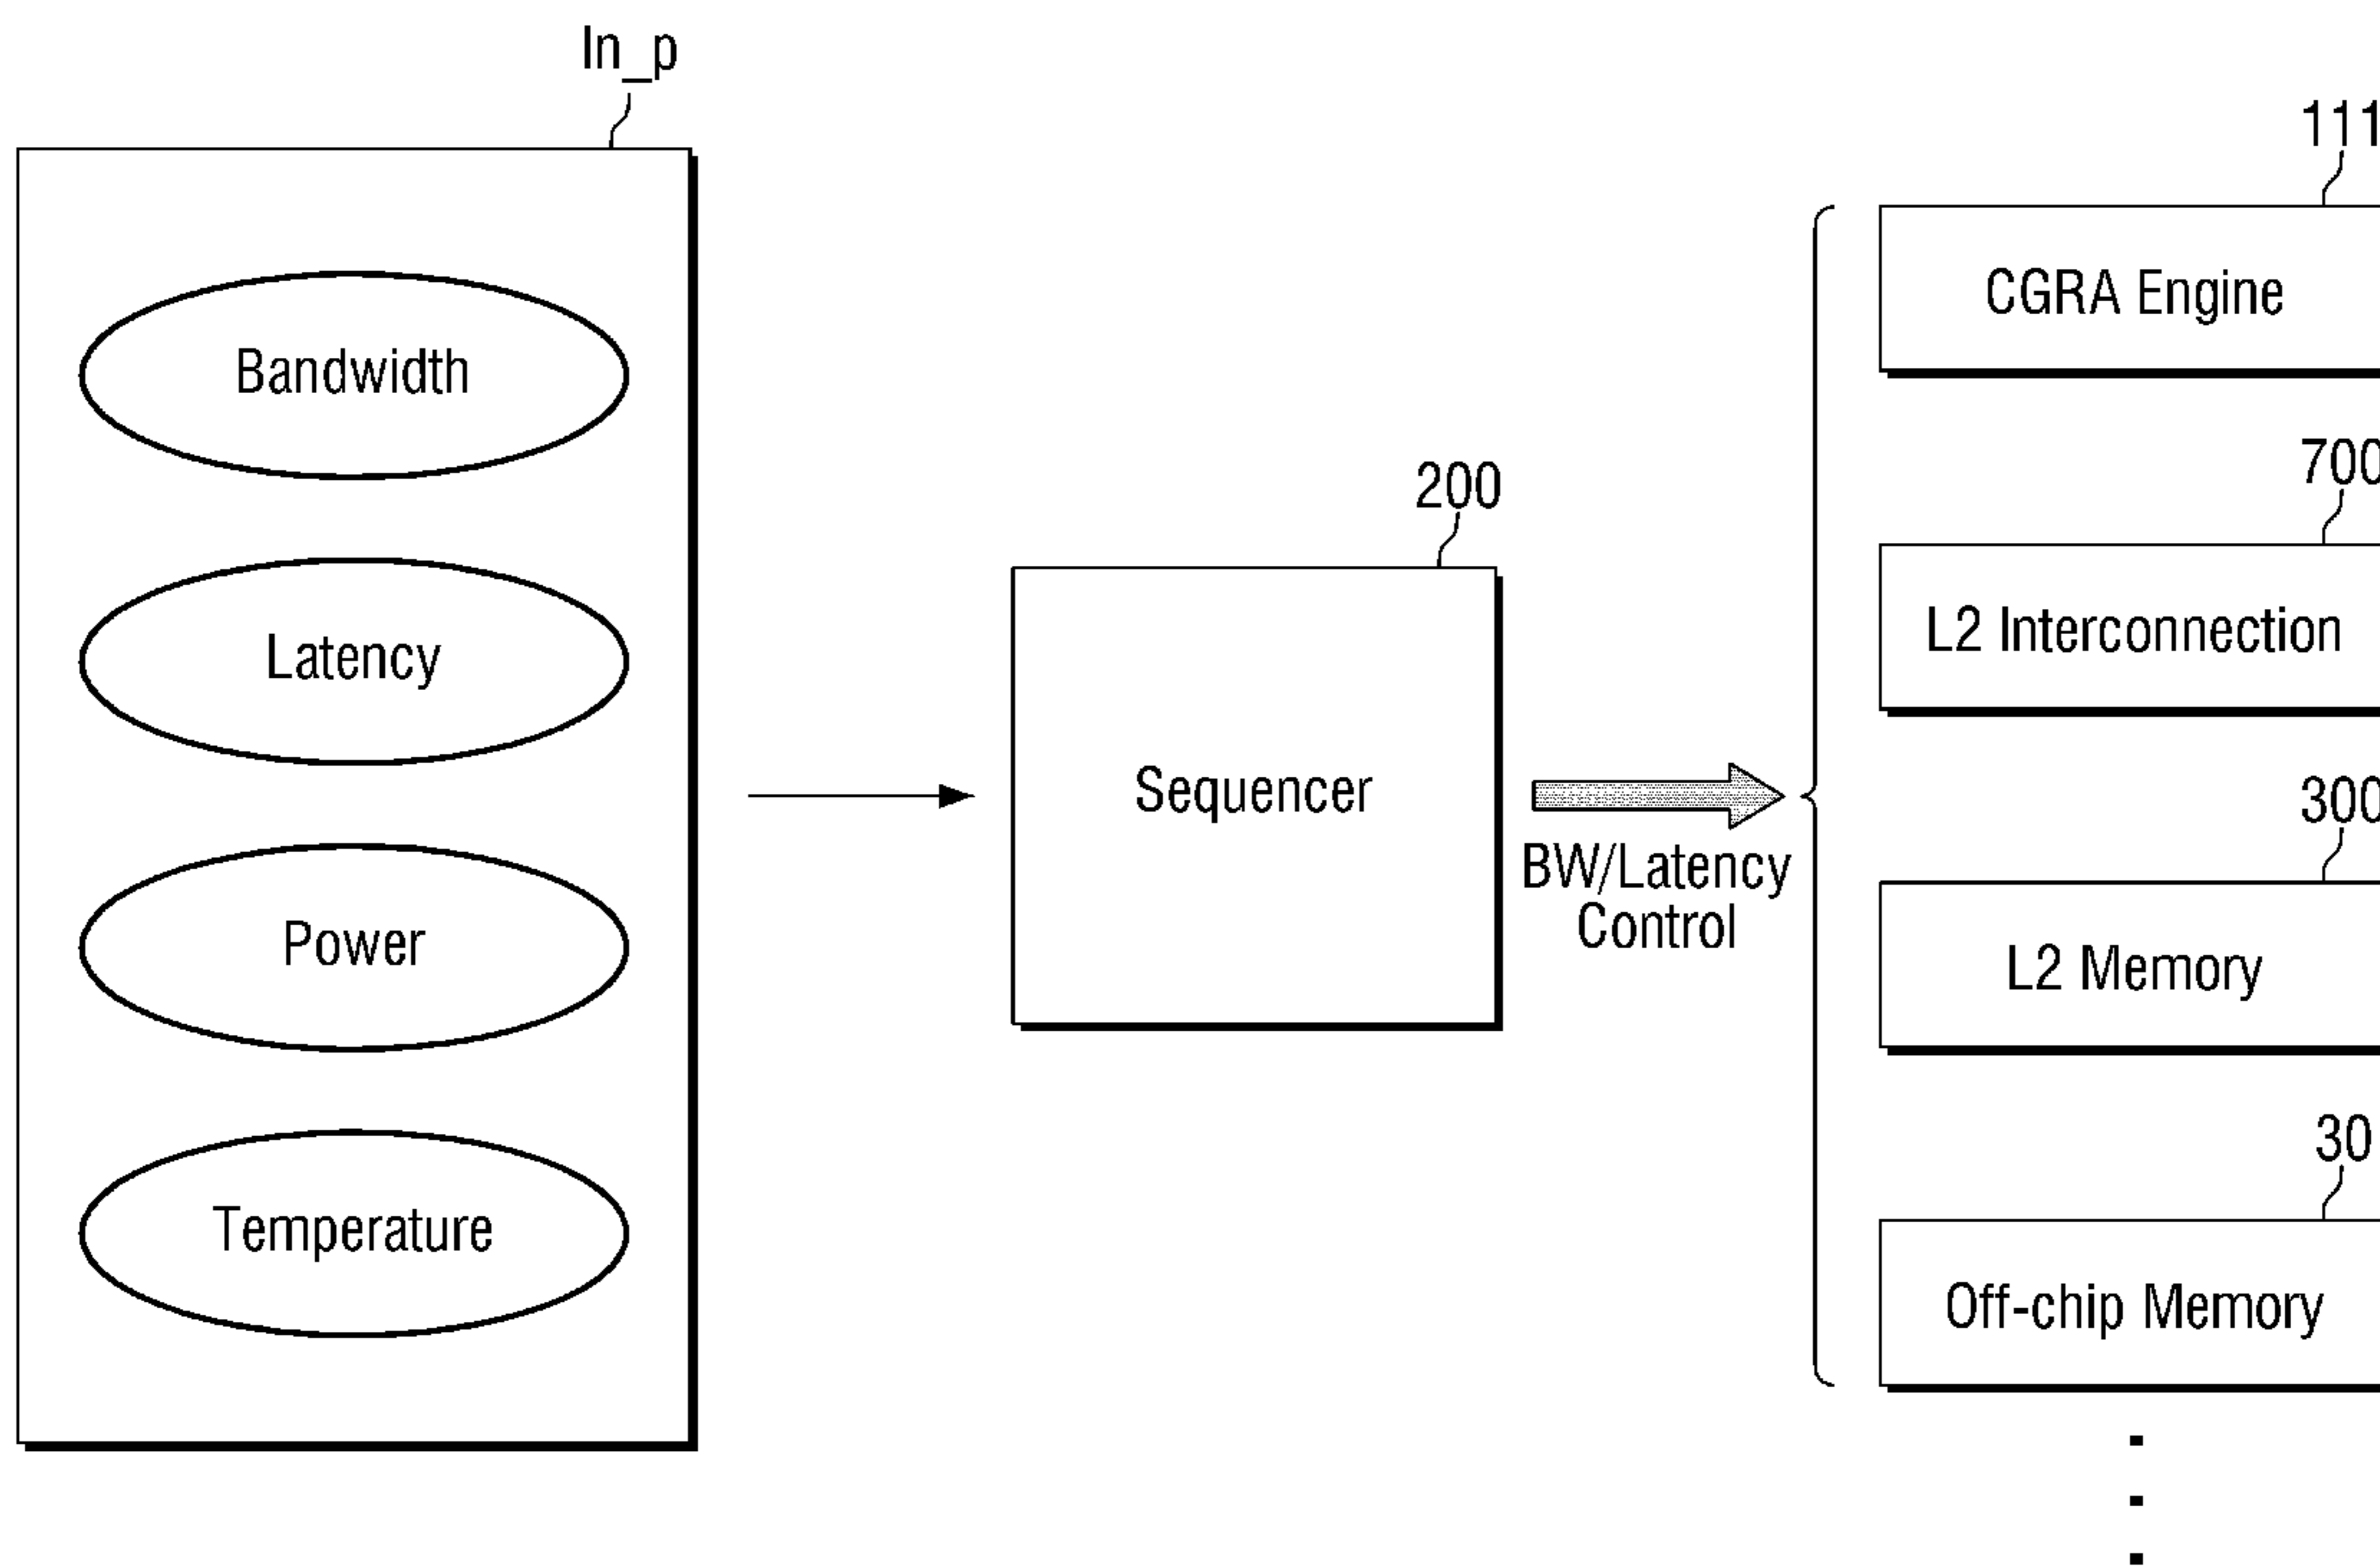 In_p
Bandwidth
Latency
Power
Temperature
200
Sequencer
BW/Latency
Control
111
CGRA Engine
700
L2 Interconnection
300
L2 Memory
30
Off-chip Memory